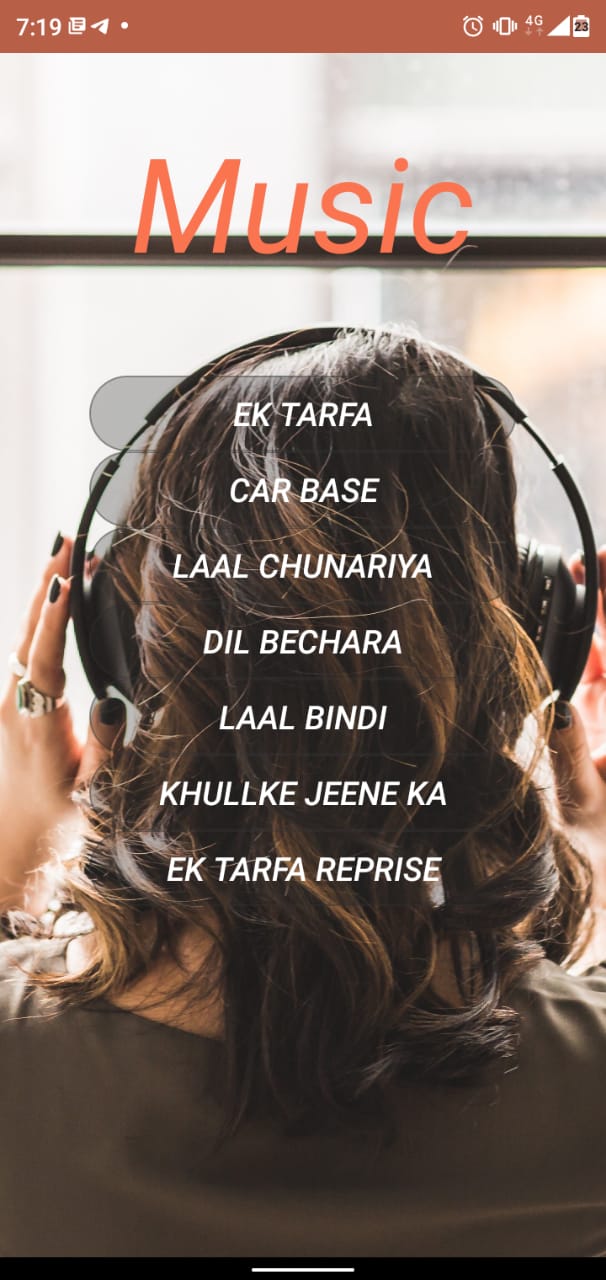 7:19
4G
23
Music
EK TARFA
CAR BASE
LAAL CHUNARIYA
DIL BECHARA
LAAL BINDI
KHULLKE JEENE KA
EK TARFA REPRISE